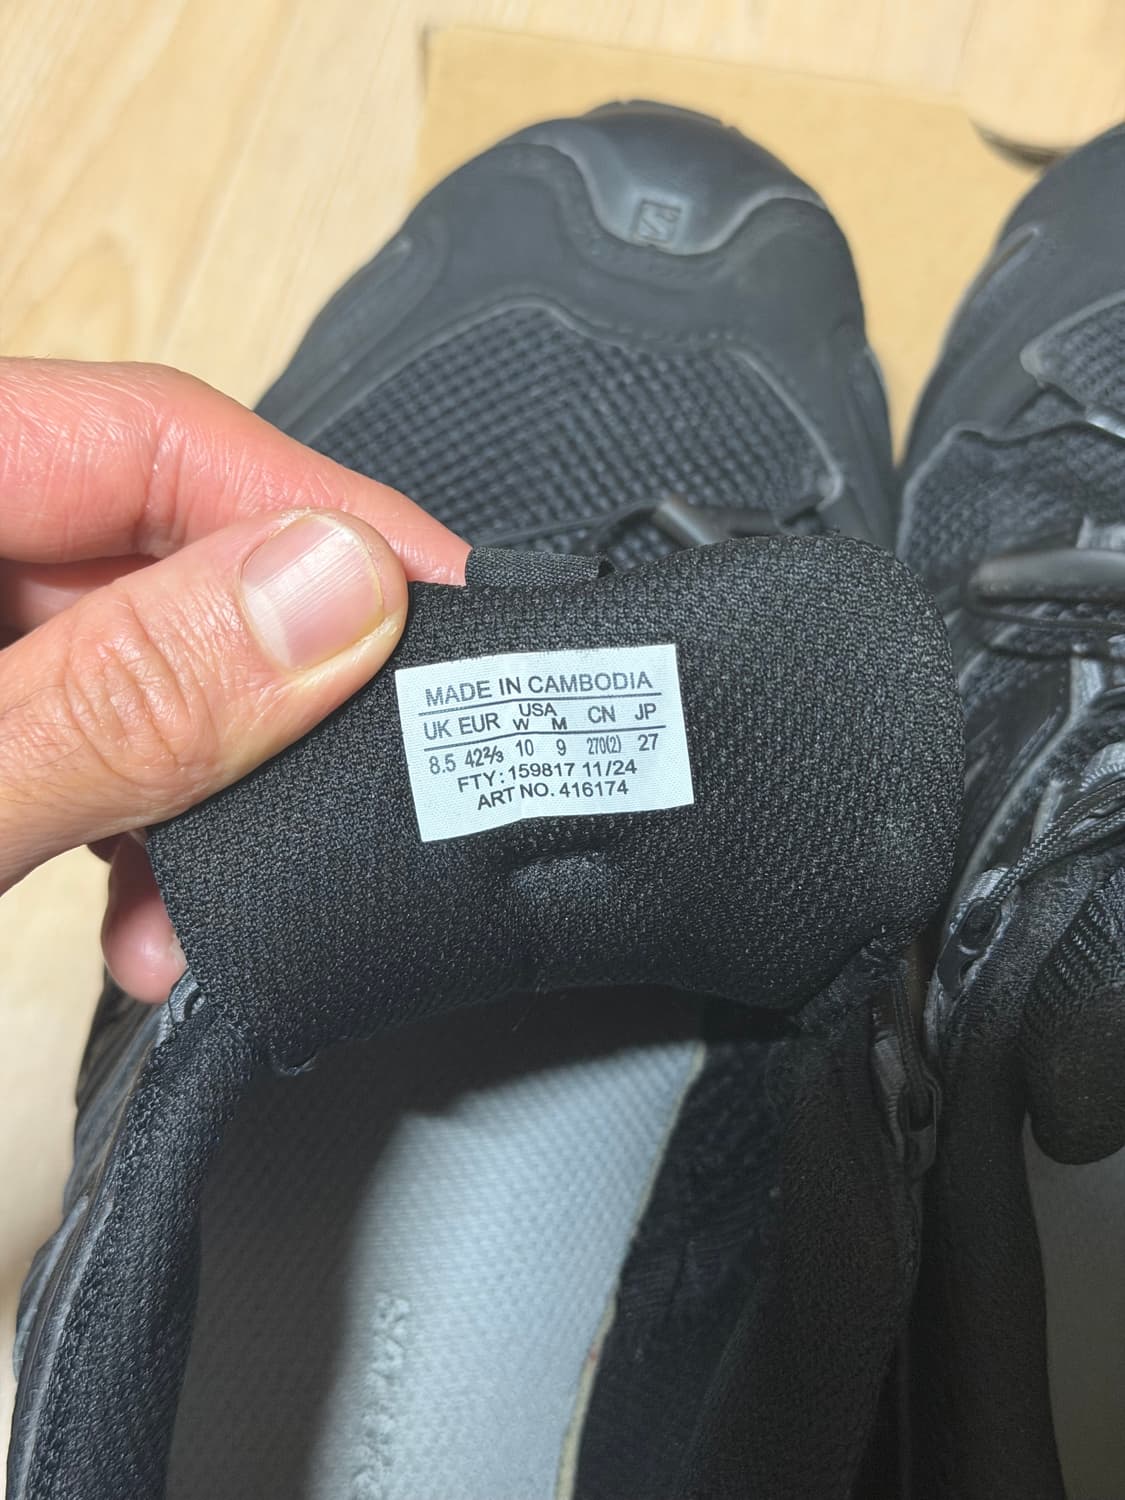 MADE IN CAMBODIA
UK EUR USA W M CN JP
8.5 42⅔ 10 9 270(2) 27
FTY: 159817 11/24
ART NO. 416174